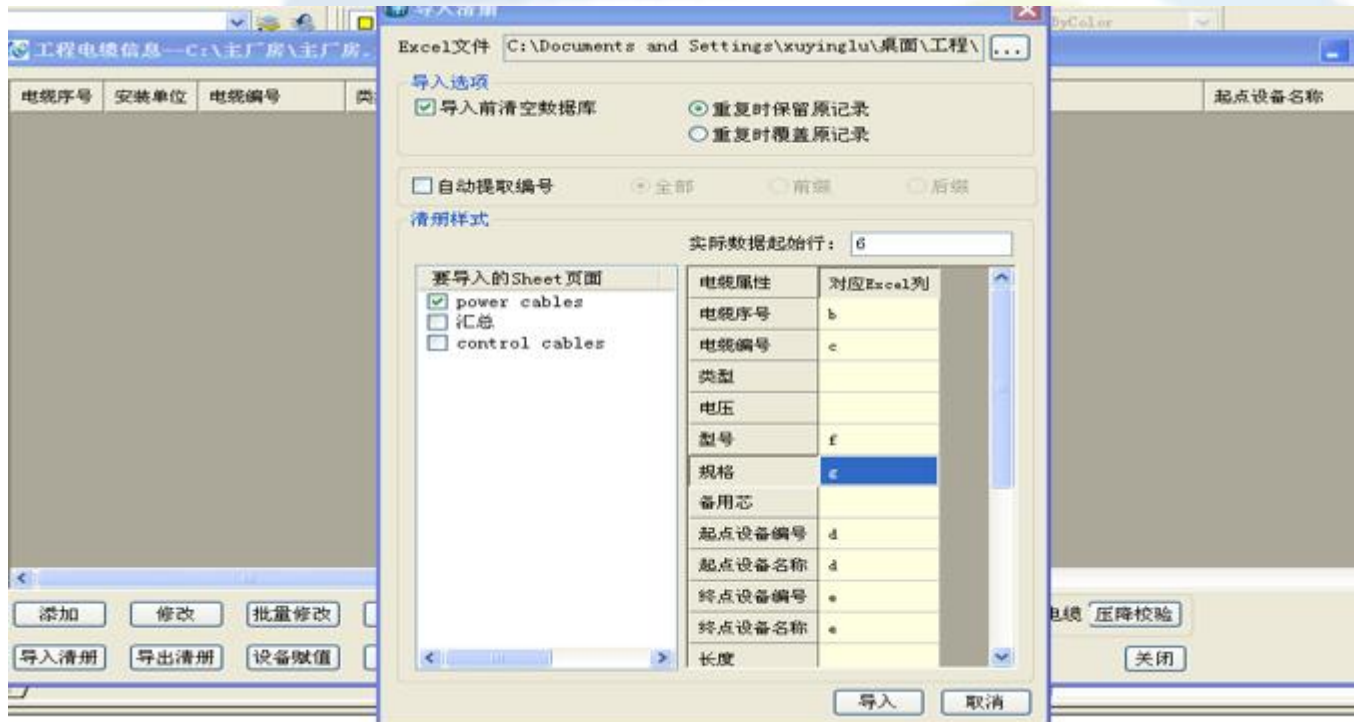 导入清册
ByColor
工程电缆信息--C:\主厂房\主厂房.
Excel文件 C:\Documents and Settings\xuyinglu\桌面\工程\ ...
导入选项
电缆序号 安装单位 电缆编号 类 起点设备名称
导入前清空数据库 重复时保留原记录
重复时覆盖原记录
自动提取编号 全部 前缀 后缀
清册样式
实际数据起始行: 6
要导入的Sheet页面
power cables
汇总
control cables
电缆属性 对应Excel列
电缆序号 b
电缆编号 c
类型
电压
型号 f
规格 g
备用芯
起点设备编号 d
起点设备名称 d
终点设备编号 e
终点设备名称 e
长度
添加 修改 批量修改 电缆 压降校验
导入清册 导出清册 设备赋值 关闭
导入 取消